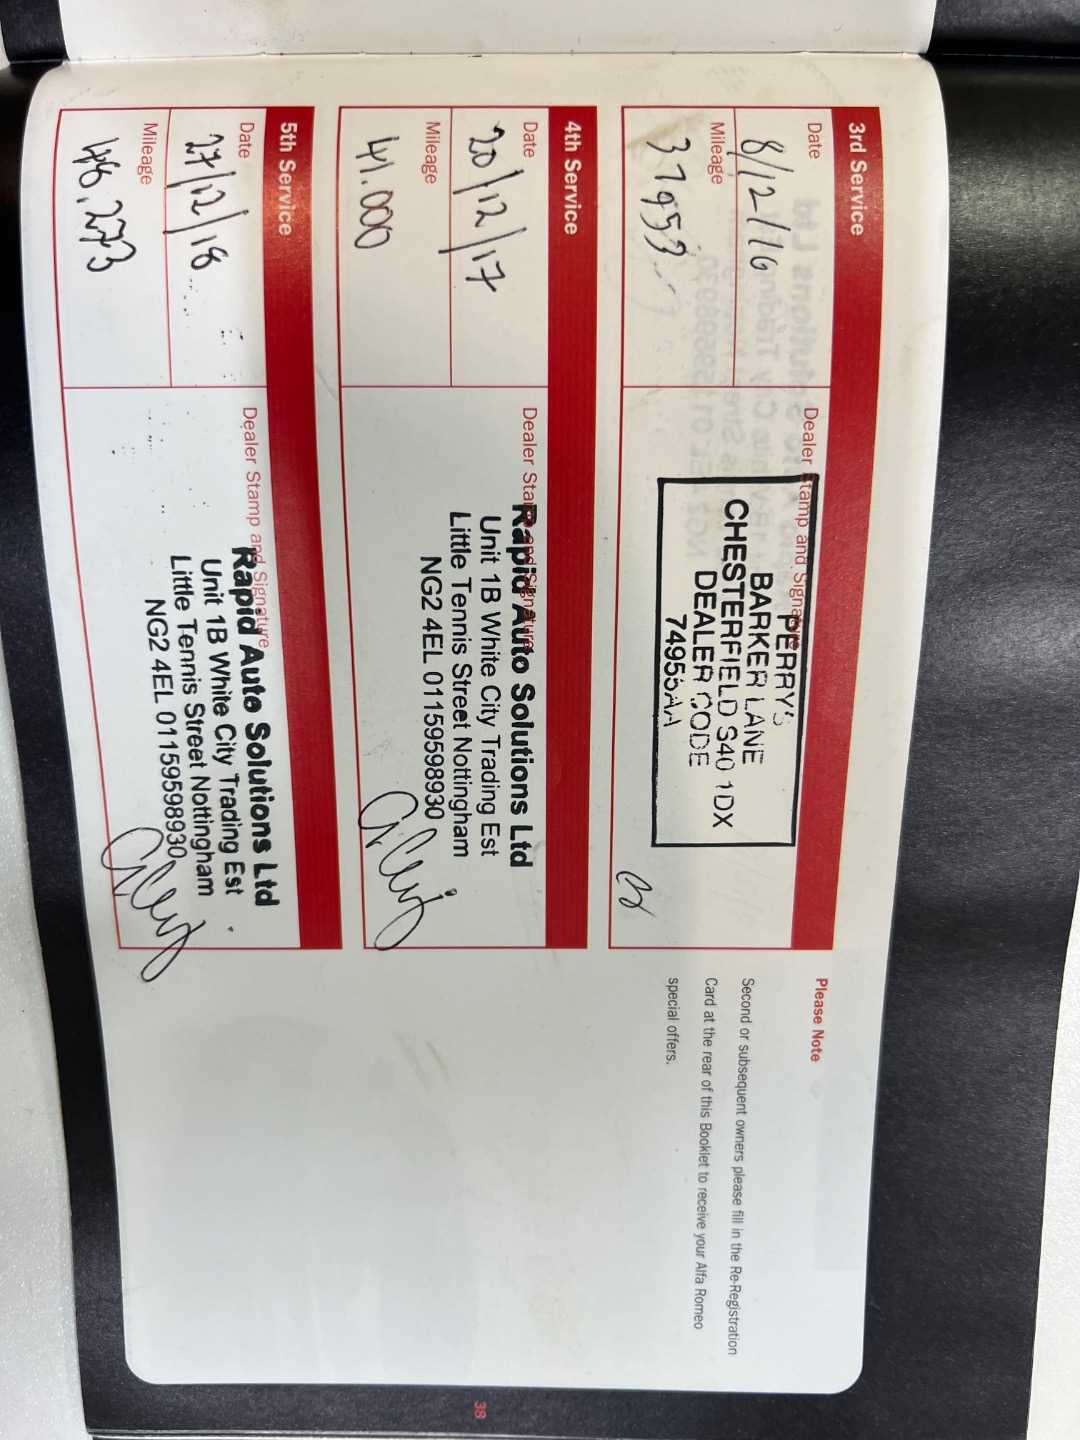 3rd Service
Date
8/12/16
Mileage
37953
Dealer Stamp and Signature
PERRY'S
BARKER LANE
CHESTERFIELD S40 1DX
DEALER CODE
74955AA
4th Service
Date
20/12/17
Mileage
41.000
Dealer Stamp and Signature
Rapid Auto Solutions Ltd
Unit 1B White City Trading Est
Little Tennis Street Nottingham
NG2 4EL 01159598930
5th Service
Date
27/12/18
Mileage
46,273
Dealer Stamp and Signature
Rapid Auto Solutions Ltd
Unit 1B White City Trading Est
Little Tennis Street Nottingham
NG2 4EL 01159598930
Please Note
Second or subsequent owners please fill in the Re-Registration
Card at the rear of this Booklet to receive your Alfa Romeo
special offers.
38